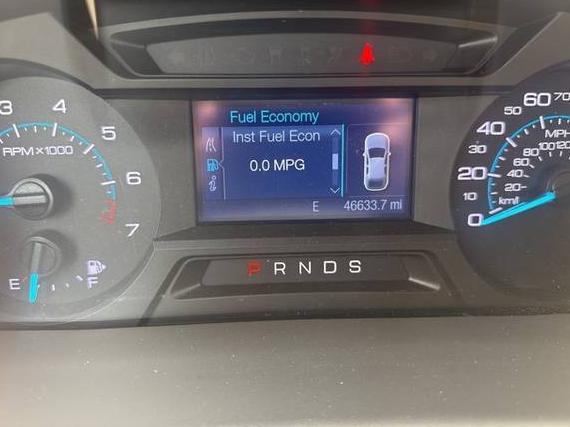 3 4 5 6 7
RPM×1000
E F
Fuel Economy
Inst Fuel Econ
0.0 MPG
E 46633.7 mi
P R N D S
0 10 20 30 40 50 60 70
MPH
20 40 60 80 100 120
km/h